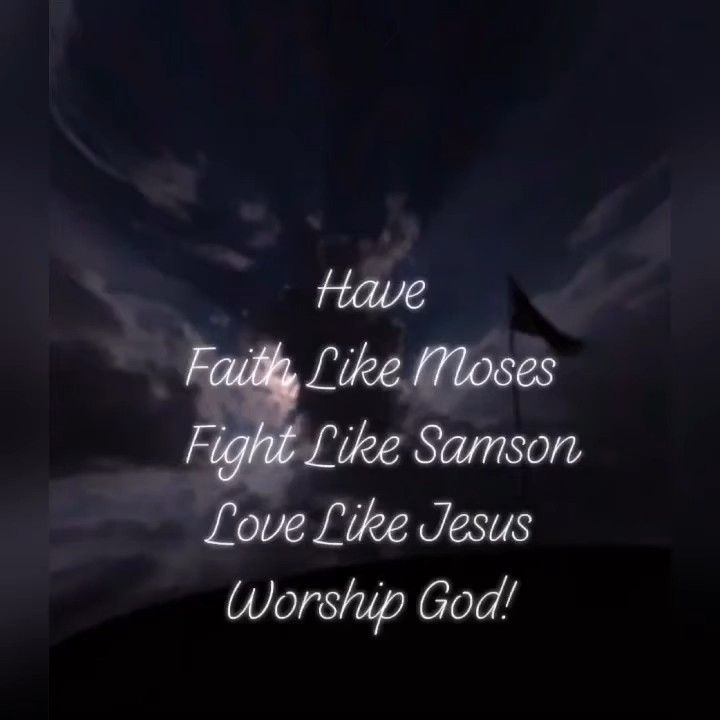 Have
Faith Like Moses
Fight Like Samson
Love Like Jesus
Worship God!